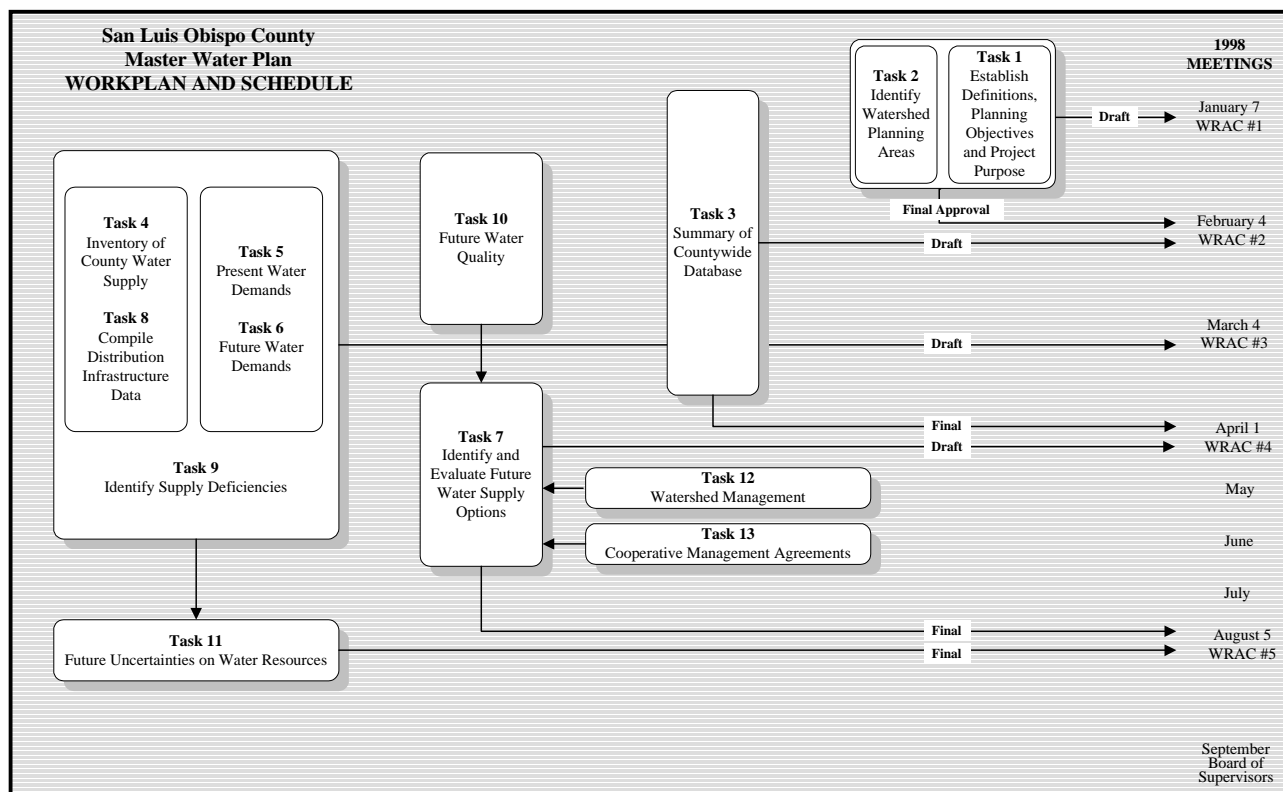 San Luis Obispo County
Master Water Plan
WORKPLAN AND SCHEDULE
Task 2
Identify
Watershed
Planning
Areas
Task 1
Establish
Definitions,
Planning
Objectives
and Project
Purpose
1998
MEETINGS
Draft
January 7
WRAC #1
Final Approval
February 4
WRAC #2
Draft
Task 4
Inventory of
County Water
Supply
Task 8
Compile
Distribution
Infrastructure
Data
Task 5
Present Water
Demands
Task 6
Future Water
Demands
Task 9
Identify Supply Deficiencies
Task 10
Future Water
Quality
Task 3
Summary of
Countywide
Database
Draft
March 4
WRAC #3
Final
Draft
April 1
WRAC #4
Task 7
Identify and
Evaluate Future
Water Supply
Options
Task 12
Watershed Management
Task 13
Cooperative Management Agreements
May
June
July
Task 11
Future Uncertainties on Water Resources
Final
Final
August 5
WRAC #5
September
Board of
Supervisors